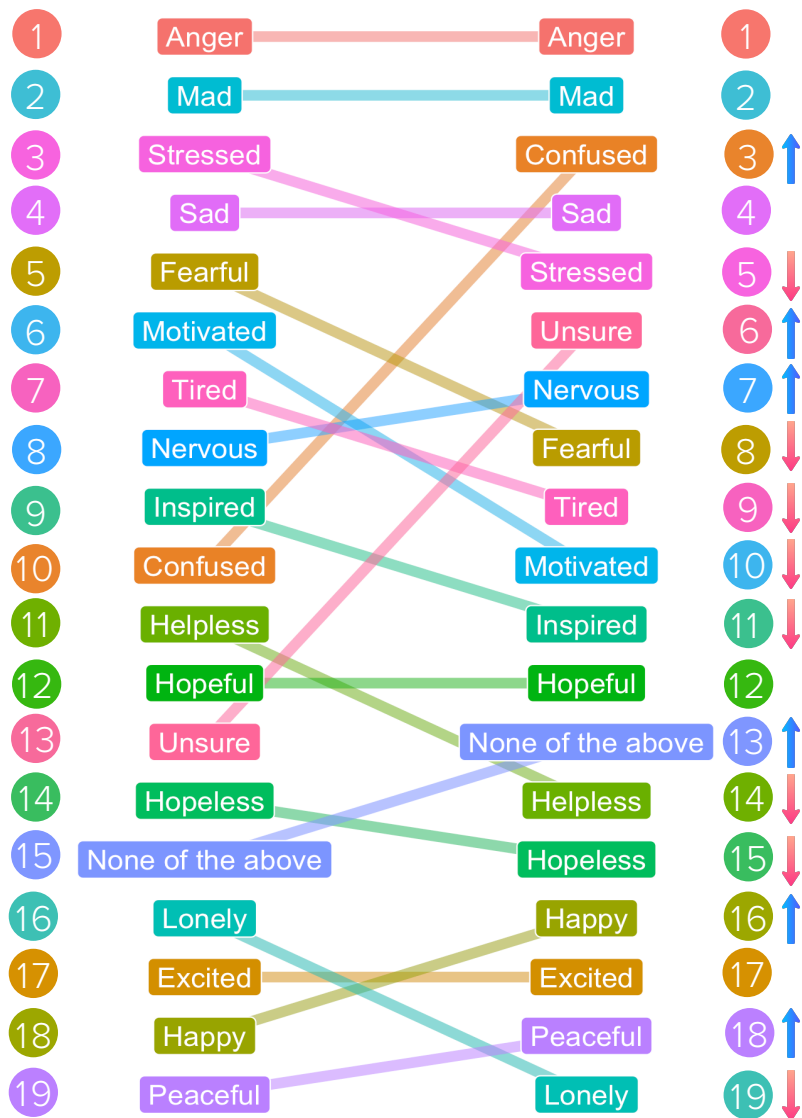 1 Anger Anger 1
2 Mad Mad 2
3 Stressed Confused 3
4 Sad Sad 4
5 Fearful Stressed 5
6 Motivated Unsure 6
7 Tired Nervous 7
8 Nervous Fearful 8
9 Inspired Tired 9
10 Confused Motivated 10
11 Helpless Inspired 11
12 Hopeful Hopeful 12
13 Unsure None of the above 13
14 Hopeless Helpless 14
15 None of the above Hopeless 15
16 Lonely Happy 16
17 Excited Excited 17
18 Happy Peaceful 18
19 Peaceful Lonely 19